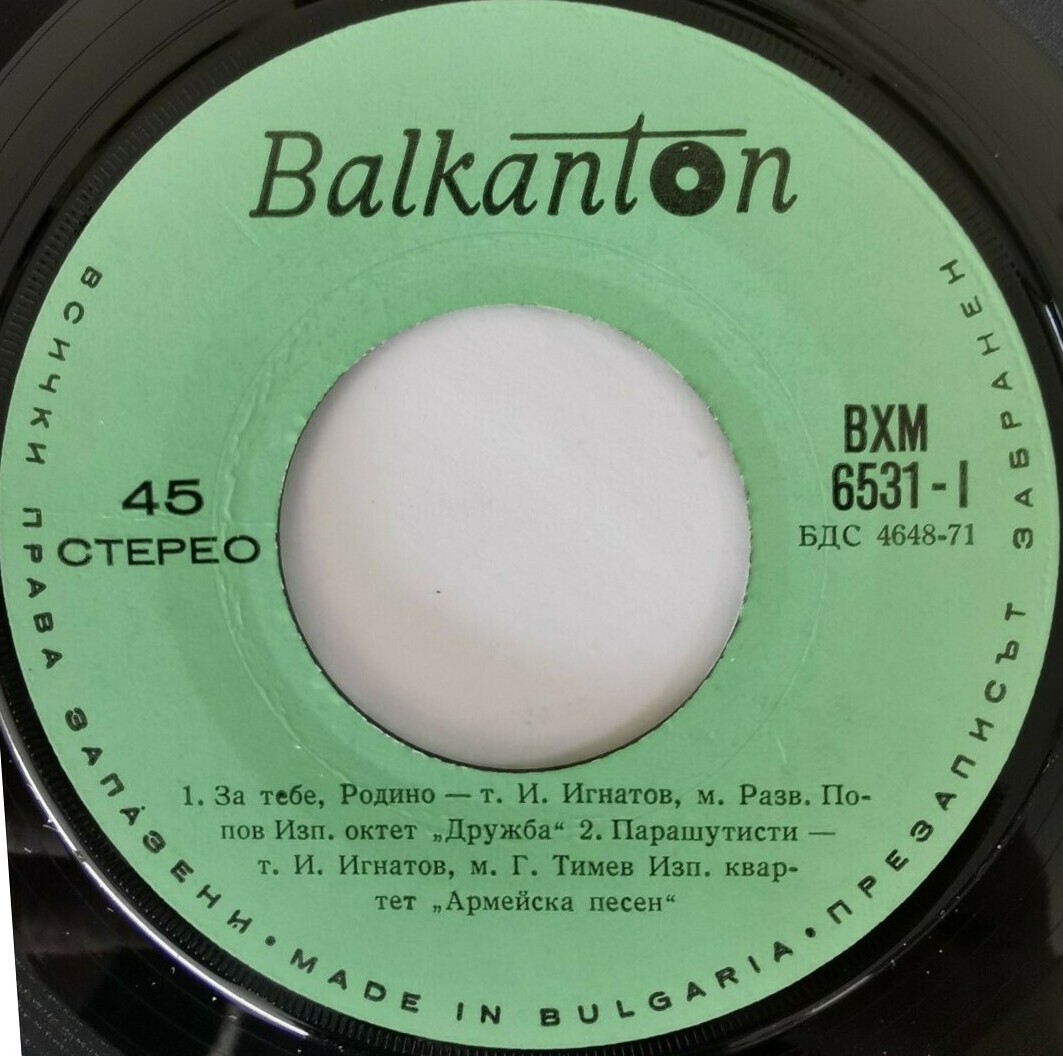 Balkanton
ВХМ
6531-I
БДС 4648-71
45
СТЕРЕО
1. За тебе, Родино — т. И. Игнатов, м. Разв. По-
пов Изп. октет „Дружба“ 2. Парашутисти —
т. И. Игнатов, м. Г. Тимев Изп. квар-
тет „Армейска песен“
ВСИЧКИ ПРАВА ЗАПАЗЕНИ • MADE IN BULGARIA • ПРЕЗАПИСЪТ ЗАБРАНЕН